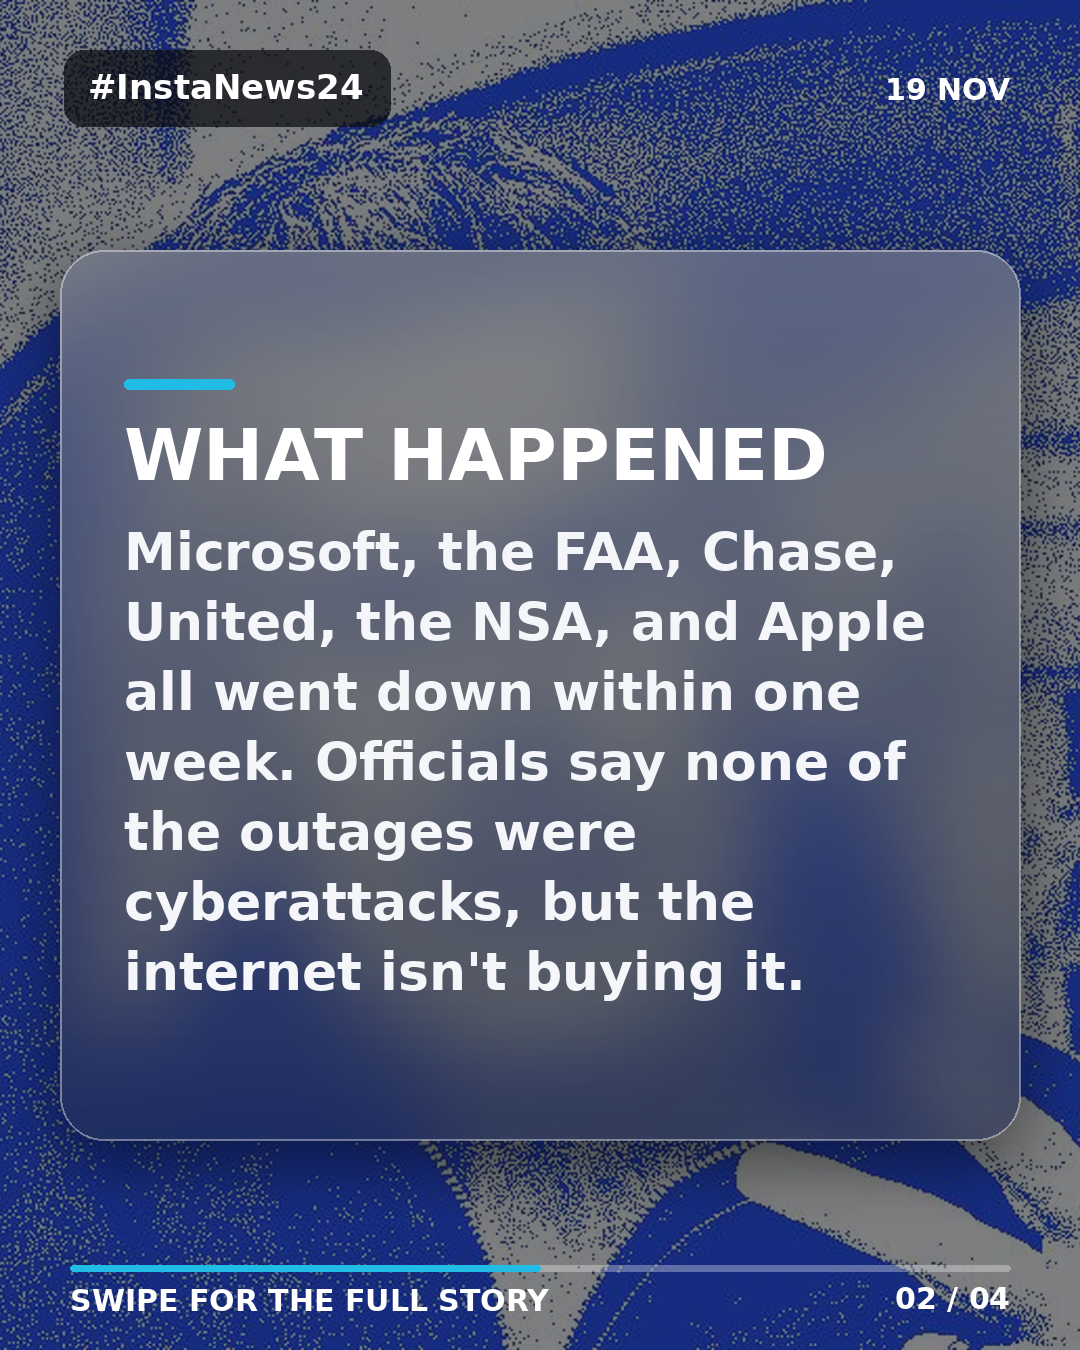 #InstaNews24
19 NOV
WHAT HAPPENED
Microsoft, the FAA, Chase,
United, the NSA, and Apple
all went down within one
week. Officials say none of
the outages were
cyberattacks, but the
internet isn't buying it.
SWIPE FOR THE FULL STORY
02 / 04